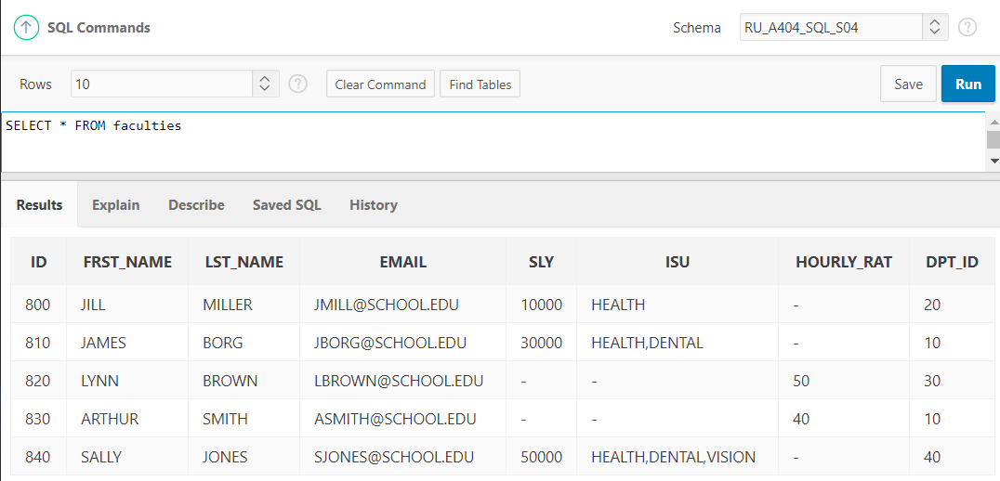 SQL Commands Schema RU_A404_SQL_S04 ?
Rows 10 ? Clear Command Find Tables Save Run
SELECT * FROM faculties
Results Explain Describe Saved SQL History
ID FRST_NAME LST_NAME EMAIL SLY ISU HOURLY_RAT DPT_ID
800 JILL MILLER JMILL@SCHOOL.EDU 10000 HEALTH - 20
810 JAMES BORG JBORG@SCHOOL.EDU 30000 HEALTH,DENTAL - 10
820 LYNN BROWN LBROWN@SCHOOL.EDU - - 50 30
830 ARTHUR SMITH ASMITH@SCHOOL.EDU - - 40 10
840 SALLY JONES SJONES@SCHOOL.EDU 50000 HEALTH,DENTAL,VISION - 40